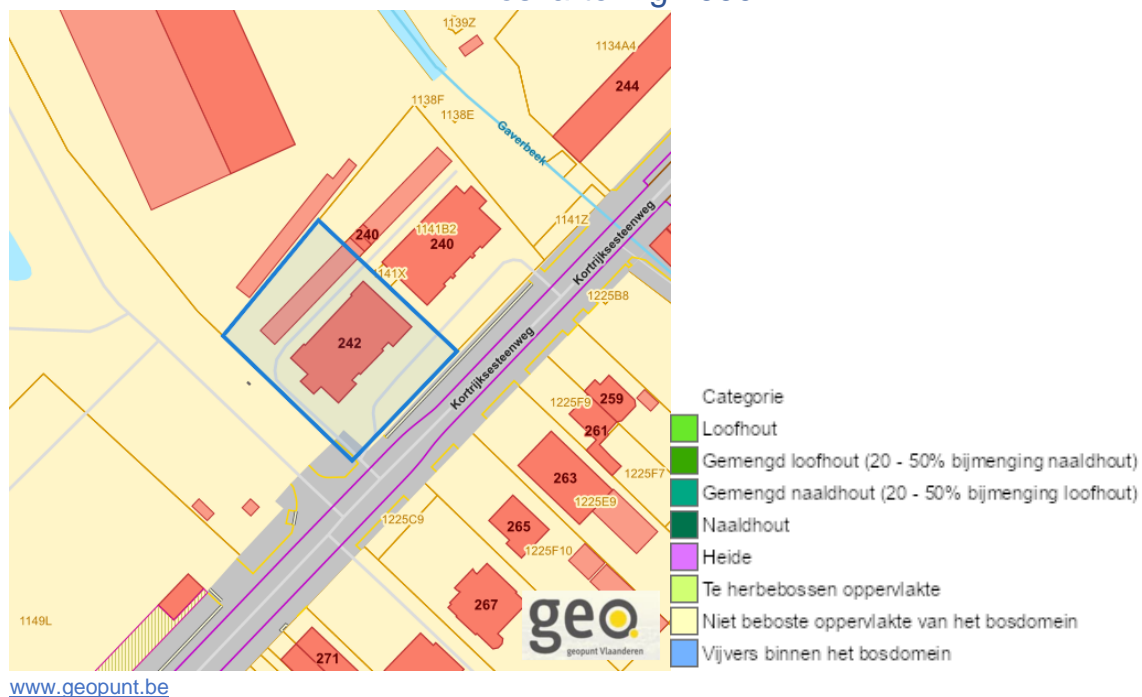 1139Z
1134A4
244
1138F
1138E
Gaverbeek
240
1141B2
240
1141Z
1141X
Kortrijksesteenweg
1225B8
242
Kortrijksesteenweg
259
1225F9
261
263
1225F7
1225E9
1225C9
265
1225F10
267
1149L
271
geo
geopunt Vlaanderen
Categorie
Loofhout
Gemengd loofhout (20 - 50% bijmenging naaldhout)
Gemengd naaldhout (20 - 50% bijmenging loofhout)
Naaldhout
Heide
Te herbebossen oppervlakte
Niet beboste oppervlakte van het bosdomein
Vijvers binnen het bosdomein
www.geopunt.be